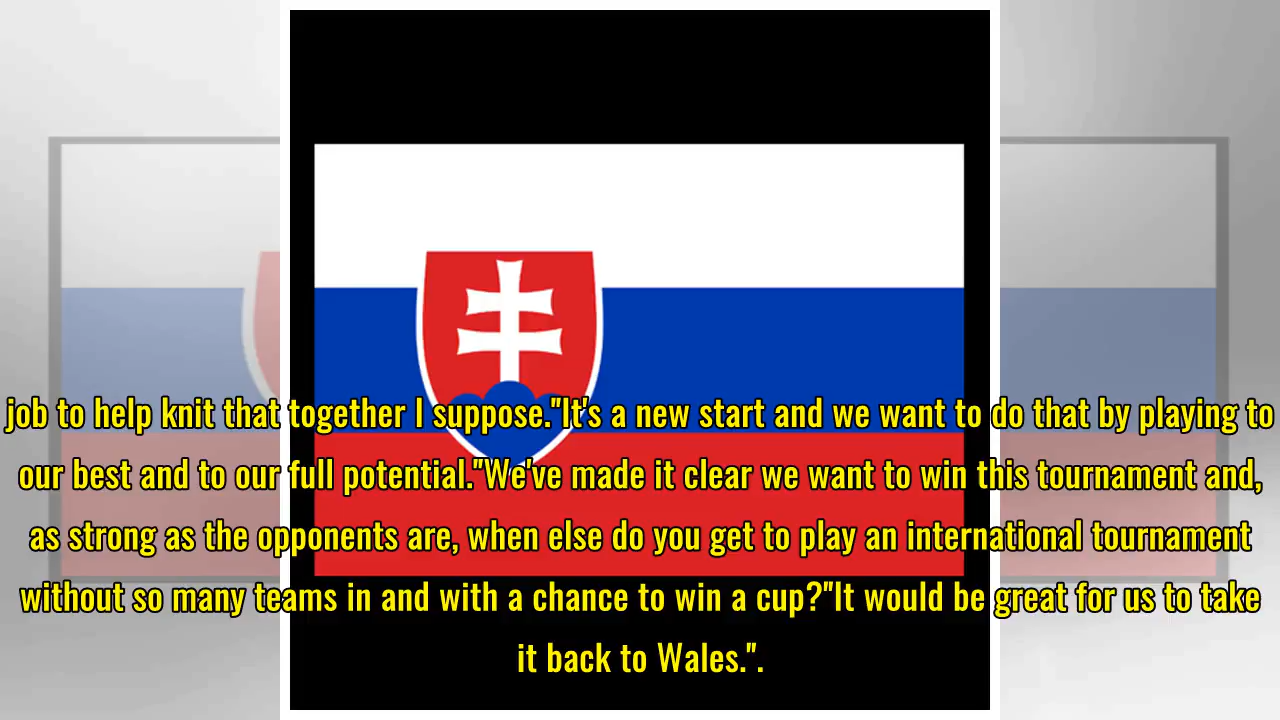 job to help knit that together I suppose."It's a new start and we want to do that by playing to
our best and to our full potential."We've made it clear we want to win this tournament and,
as strong as the opponents are, when else do you get to play an international tournament
without so many teams in and with a chance to win a cup?"It would be great for us to take
it back to Wales.".